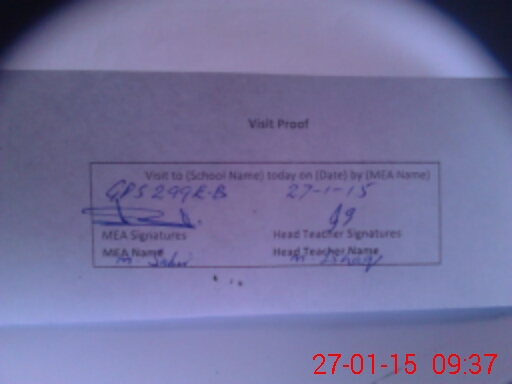 Visit Proof
Visit to (School Name) today on (Date) by (MEA Name)
GPS 299E.B 27-1-15
MEA Signatures Head Teacher Signatures
MEA Name Head Teacher Name
M.
27-01-15 09:37